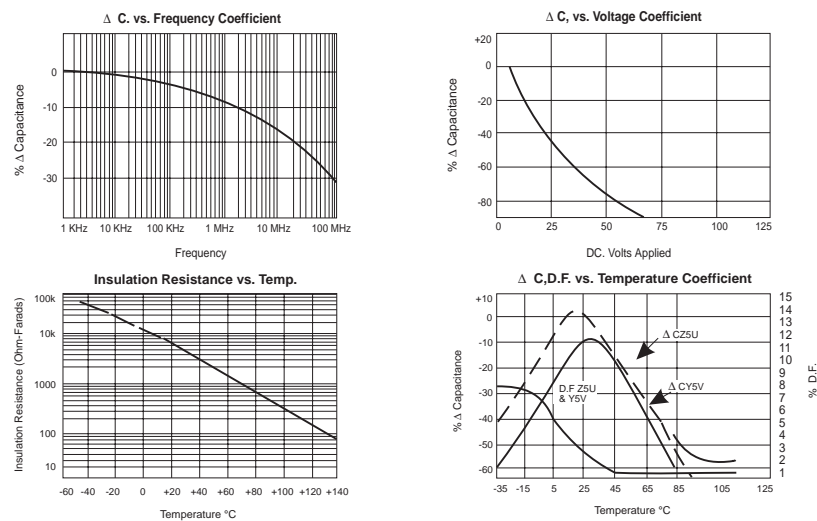 Δ C. vs. Frequency Coefficient
% Δ Capacitance
0
-10
-20
-30
1 KHz 10 KHz 100 KHz 1 MHz 10 MHz 100 MHz
Frequency
Δ C, vs. Voltage Coefficient
% Δ Capacitance
+20
0
-20
-40
-60
-80
0 25 50 75 100 125
DC. Volts Applied
Insulation Resistance vs. Temp.
Insulation Resistance (Ohm-Farads)
100k
10k
1000
100
10
-60 -40 -20 0 +20 +40 +60 +80 +100 +120 +140
Temperature °C
Δ C,D.F. vs. Temperature Coefficient
% Δ Capacitance
+10
0
-10
-20
-30
-40
-50
-60
Δ CZ5U
Δ CY5V
D.F Z5U
& Y5V
15
14
13
12
11
10
9
8
7
6
5
4
3
2
1
% D.F.
-35 -15 5 25 45 65 85 105 125
Temperature °C